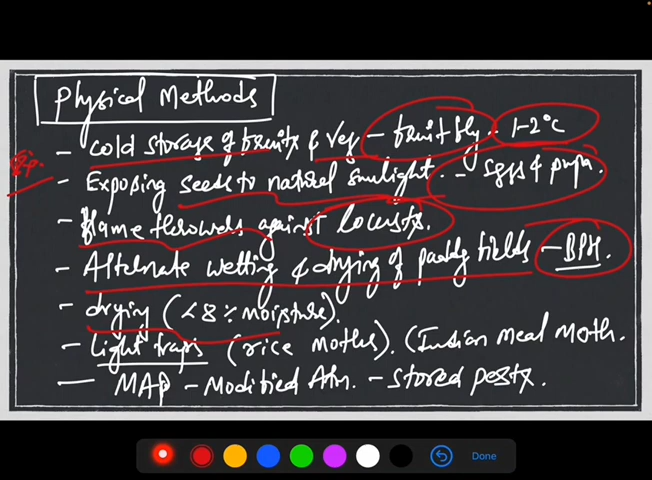 Physical Methods
- Cold storage of fruits & veg - fruit fly - 1-2°C
Imp.
- Exposing seeds to natural sunlight. - Eggs & pupa.
- flame throwers against locusts.
- Alternate wetting & drying of paddy fields - BPH.
- drying (<8% moisture).
- Light traps (rice moths). (Indian Meal Moth.
- MAP - Modified Atm. - stored pests.
Done